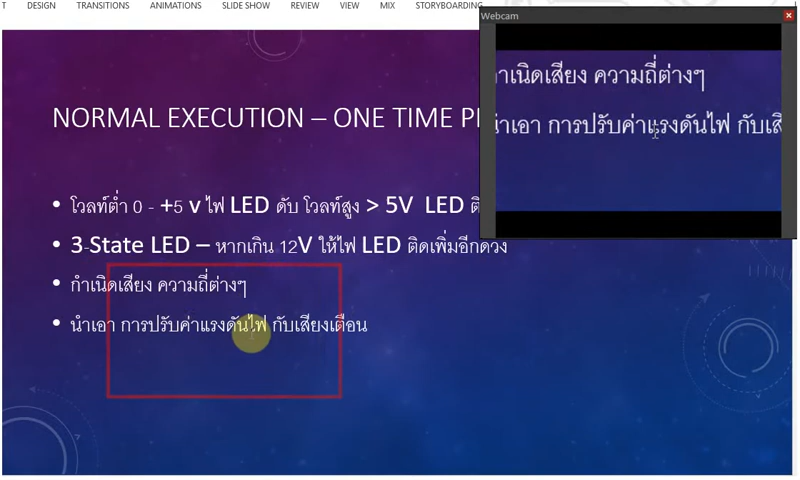 DESIGN TRANSITIONS ANIMATIONS SLIDE SHOW REVIEW VIEW MIX STORYBOARDING
Webcam
กำเนิดเสียง ความถี่ต่างๆ
นำเอา การปรับค่าแรงดันไฟ กับเสี
NORMAL EXECUTION – ONE TIME
โวลท์ต่ำ 0 - +5 v ไฟ LED ดับ โวลท์สูง > 5V LED
3-State LED – หากเกิน 12V ให้ไฟ LED ติดเพิ่มอีกดวง
กำเนิดเสียง ความถี่ต่างๆ
นำเอา การปรับค่าแรงดันไฟ กับเสียงเตือน